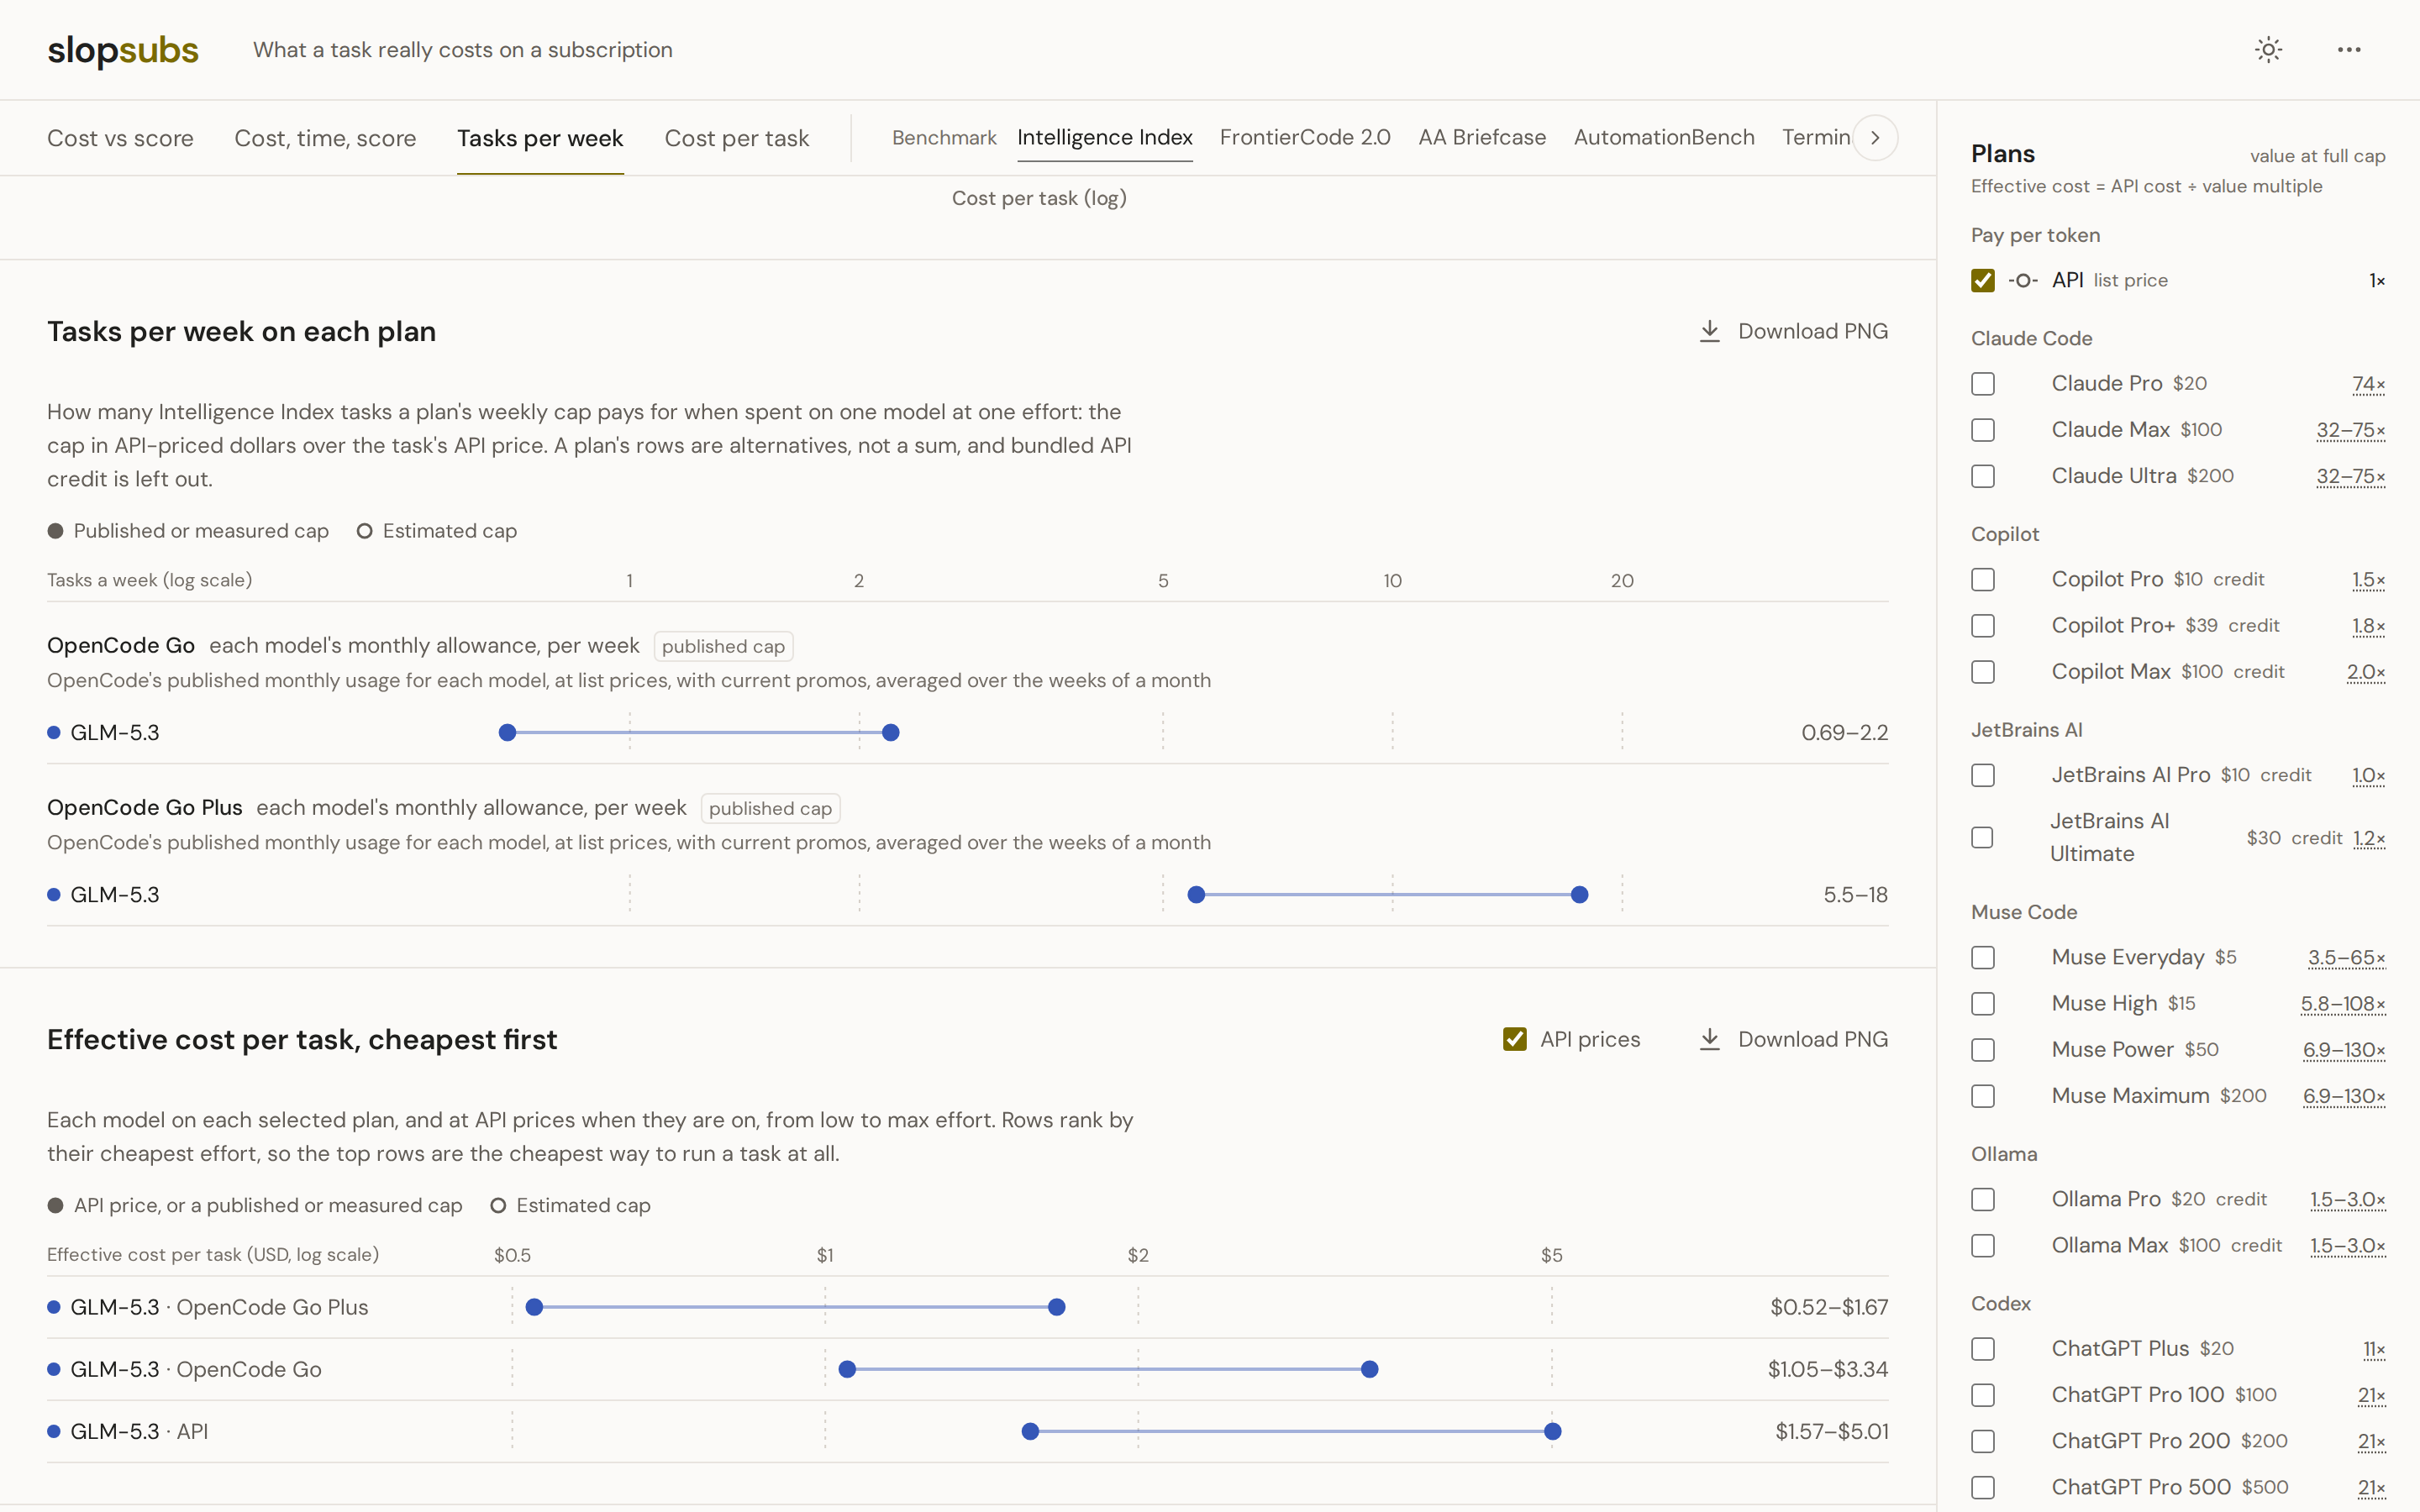 slopsubs
What a task really costs on a subscription
Cost vs score
Cost, time, score
Tasks per week
Cost per task
Benchmark
Intelligence Index
FrontierCode 2.0
AA Briefcase
AutomationBench
Termin
Cost per task (log)
Tasks per week on each plan
Download PNG
How many Intelligence Index tasks a plan's weekly cap pays for when spent on one model at one effort: the
cap in API-priced dollars over the task's API price. A plan's rows are alternatives, not a sum, and bundled API
credit is left out.
Published or measured cap
Estimated cap
Tasks a week (log scale)
1
2
5
10
20
OpenCode Go each model's monthly allowance, per week published cap
OpenCode's published monthly usage for each model, at list prices, with current promos, averaged over the weeks of a month
GLM-5.3
0.69–2.2
OpenCode Go Plus each model's monthly allowance, per week published cap
OpenCode's published monthly usage for each model, at list prices, with current promos, averaged over the weeks of a month
GLM-5.3
5.5–18
Effective cost per task, cheapest first
API prices
Download PNG
Each model on each selected plan, and at API prices when they are on, from low to max effort. Rows rank by
their cheapest effort, so the top rows are the cheapest way to run a task at all.
API price, or a published or measured cap
Estimated cap
Effective cost per task (USD, log scale)
$0.5
$1
$2
$5
GLM-5.3 · OpenCode Go Plus
$0.52–$1.67
GLM-5.3 · OpenCode Go
$1.05–$3.34
GLM-5.3 · API
$1.57–$5.01
Plans
value at full cap
Effective cost = API cost ÷ value multiple
Pay per token
API list price 1×
Claude Code
Claude Pro $20 74×
Claude Max $100 32–75×
Claude Ultra $200 32–75×
Copilot
Copilot Pro $10 credit 1.5×
Copilot Pro+ $39 credit 1.8×
Copilot Max $100 credit 2.0×
JetBrains AI
JetBrains AI Pro $10 credit 1.0×
JetBrains AI
Ultimate
$30 credit 1.2×
Muse Code
Muse Everyday $5 3.5–65×
Muse High $15 5.8–108×
Muse Power $50 6.9–130×
Muse Maximum $200 6.9–130×
Ollama
Ollama Pro $20 credit 1.5–3.0×
Ollama Max $100 credit 1.5–3.0×
Codex
ChatGPT Plus $20 11×
ChatGPT Pro 100 $100 21×
ChatGPT Pro 200 $200 21×
ChatGPT Pro 500 $500 21×